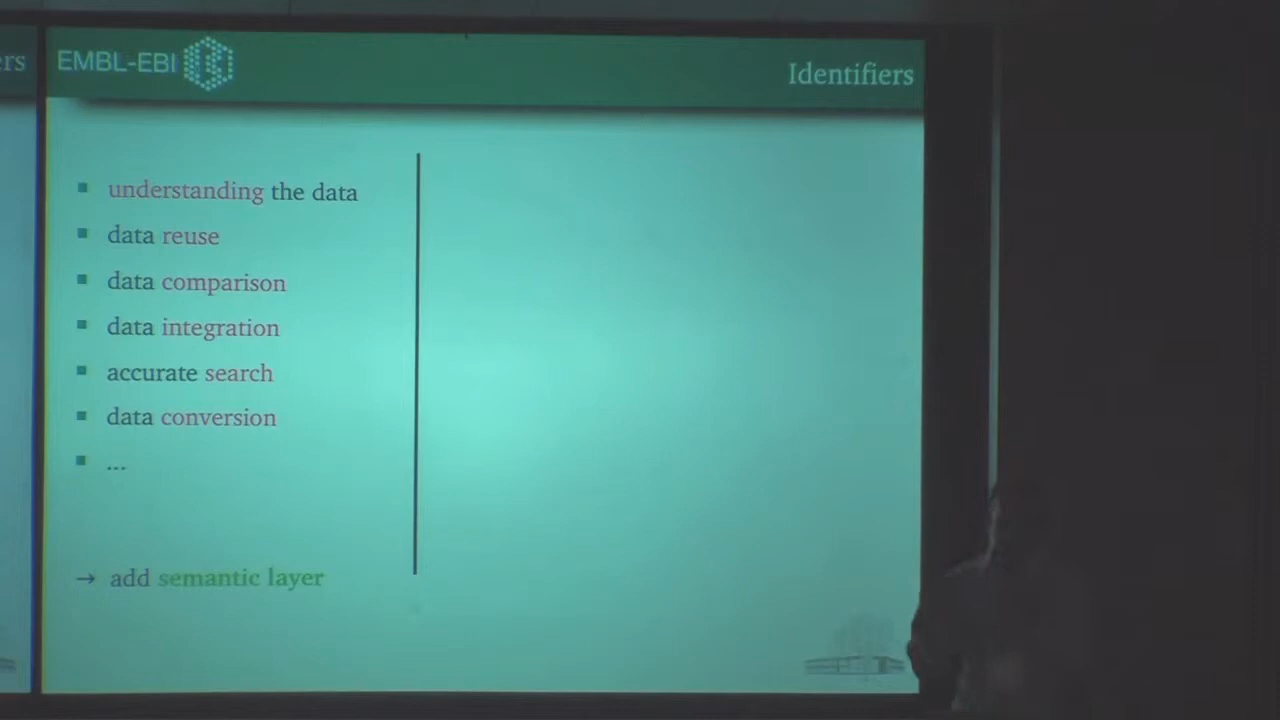 ers
EMBL-EBI
Identifiers
understanding the data
data reuse
data comparison
data integration
accurate search
data conversion
...
→ add semantic layer